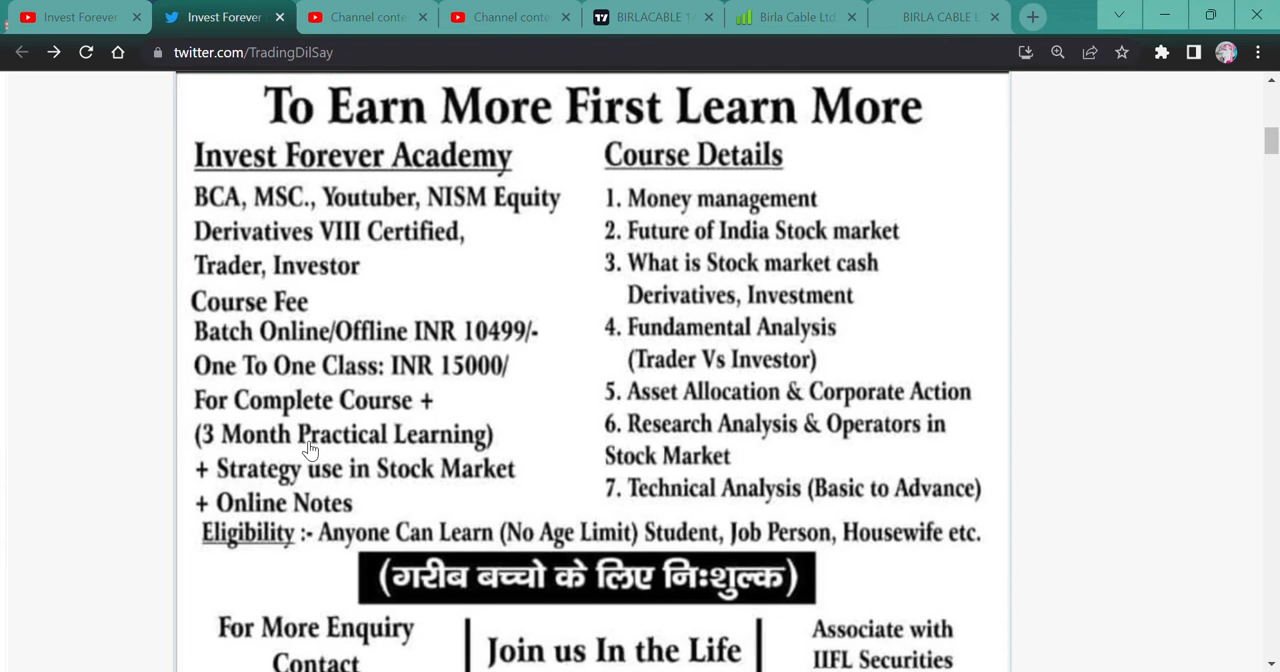 Invest Forever
Invest Forever
Channel conte
Channel conte
BIRLACABLE 1
Birla Cable Ltd
BIRLA CABLE L
twitter.com/TradingDilSay
To Earn More First Learn More
Invest Forever Academy
BCA, MSC., Youtuber, NISM Equity
Derivatives VIII Certified,
Trader, Investor
Course Fee
Batch Online/Offline INR 10499/-
One To One Class: INR 15000/
For Complete Course +
(3 Month Practical Learning)
+ Strategy use in Stock Market
+ Online Notes
Course Details
1. Money management
2. Future of India Stock market
3. What is Stock market cash
Derivatives, Investment
4. Fundamental Analysis
(Trader Vs Investor)
5. Asset Allocation & Corporate Action
6. Research Analysis & Operators in
Stock Market
7. Technical Analysis (Basic to Advance)
Eligibility :- Anyone Can Learn (No Age Limit) Student, Job Person, Housewife etc.
(गरीब बच्चो के लिए निःशुल्क)
For More Enquiry
Contact
Join us In the Life
Associate with
IIFL Securities